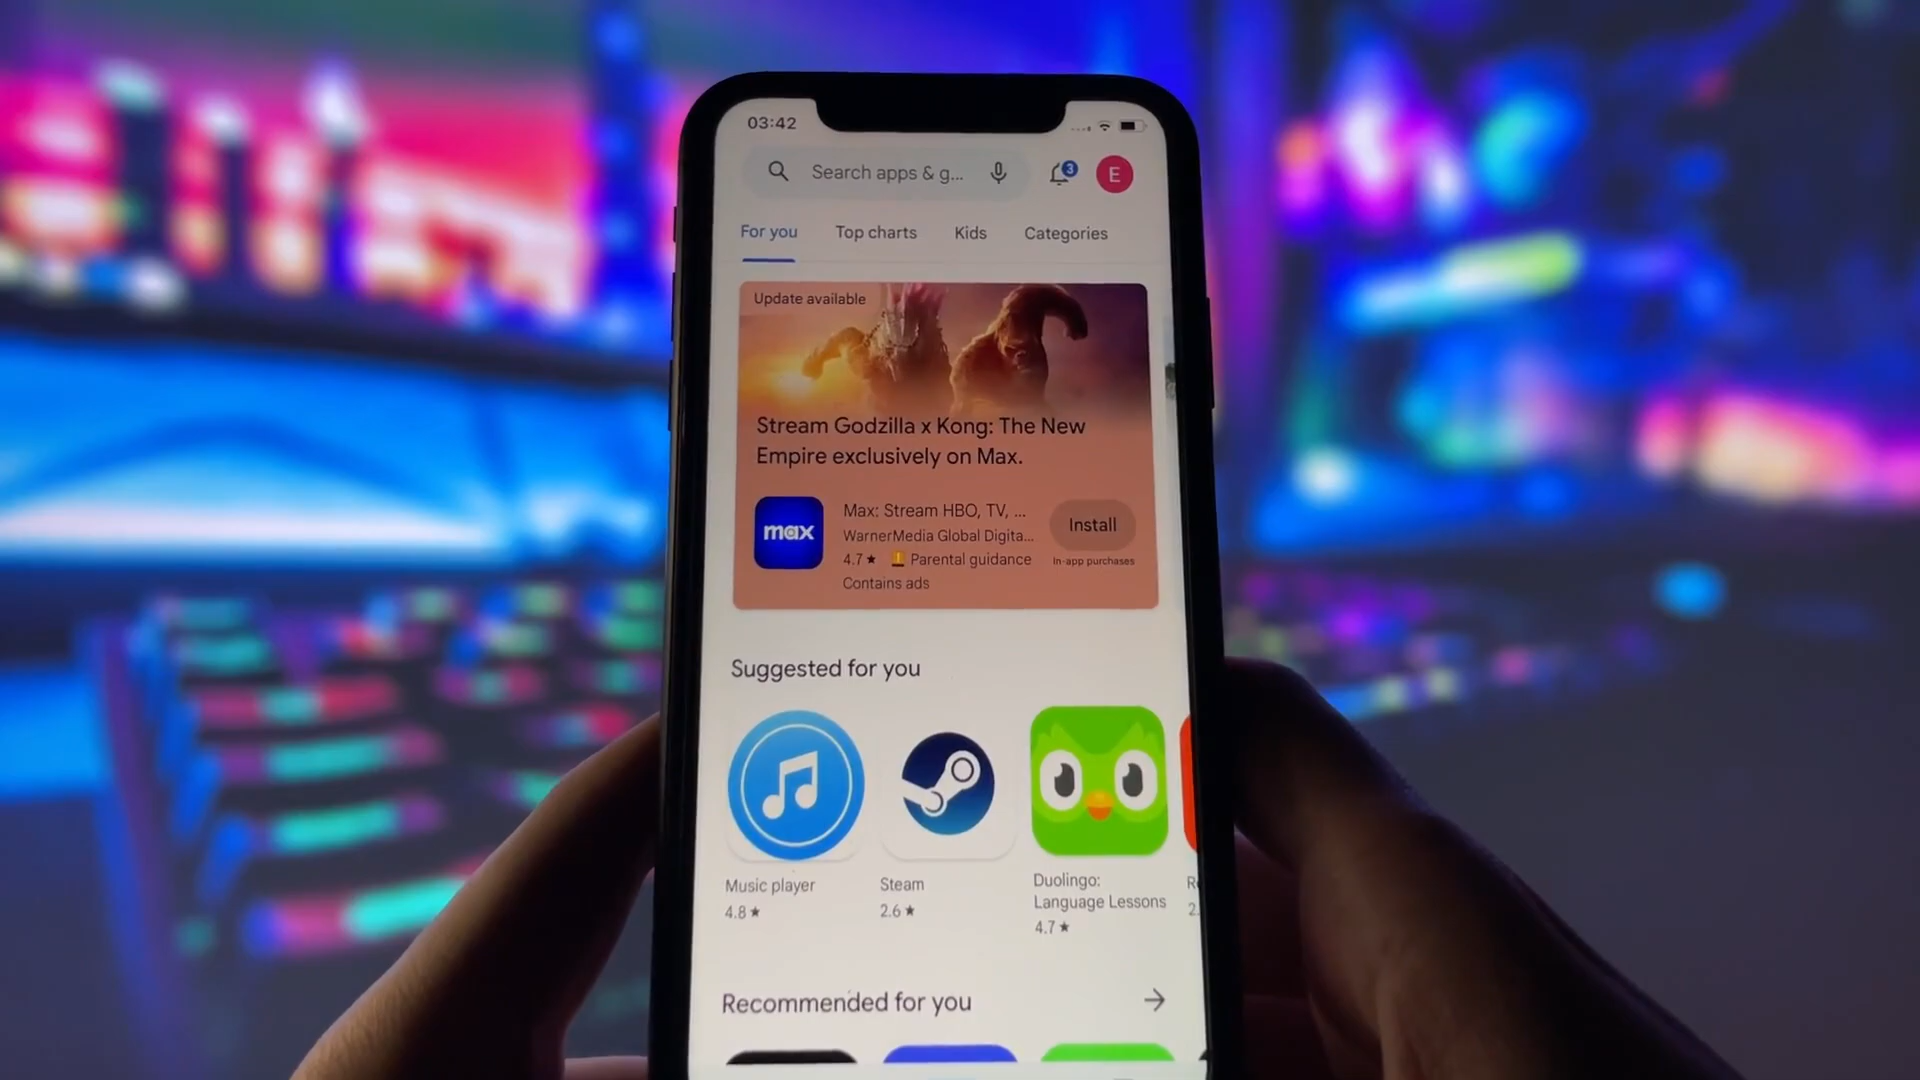 03:42
Search apps & g...
3
E
For you
Top charts
Kids
Categories
Update available
Stream Godzilla x Kong: The New
Empire exclusively on Max.
max
Max: Stream HBO, TV, ...
WarnerMedia Global Digita...
4.7★ Parental guidance
Contains ads
Install
In-app purchases
Suggested for you
Music player
4.8★
Steam
2.6★
Duolingo:
Language Lessons
4.7★
Recommended for you